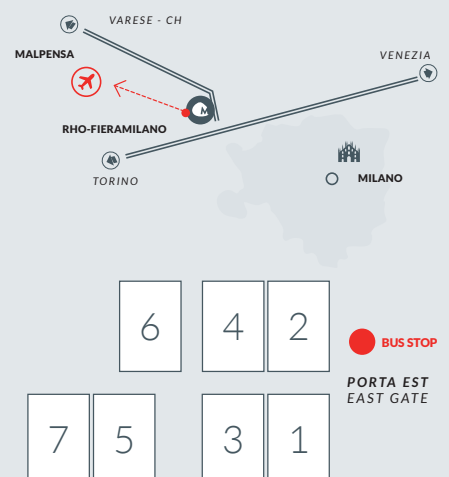 VARESE - CH
MALPENSA
VENEZIA
M
RHO-FIERAMILANO
TORINO
MILANO
6 4 2
BUS STOP
PORTA EST
EAST GATE
7 5 3 1